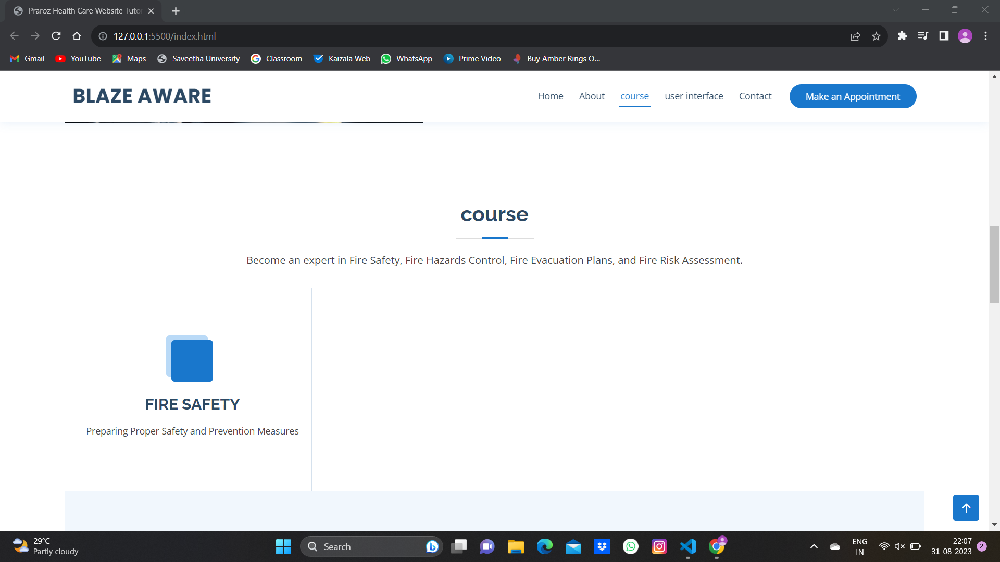 Praroz Health Care Website Tutor
127.0.0.1:5500/index.html
Gmail YouTube Maps Saveetha University Classroom Kaizala Web WhatsApp Prime Video Buy Amber Rings O...
BLAZE AWARE Home About course user interface Contact Make an Appointment
course
Become an expert in Fire Safety, Fire Hazards Control, Fire Evacuation Plans, and Fire Risk Assessment.
FIRE SAFETY
Preparing Proper Safety and Prevention Measures
29°C
Partly cloudy
Search
ENG
IN
22:07
31-08-2023
2